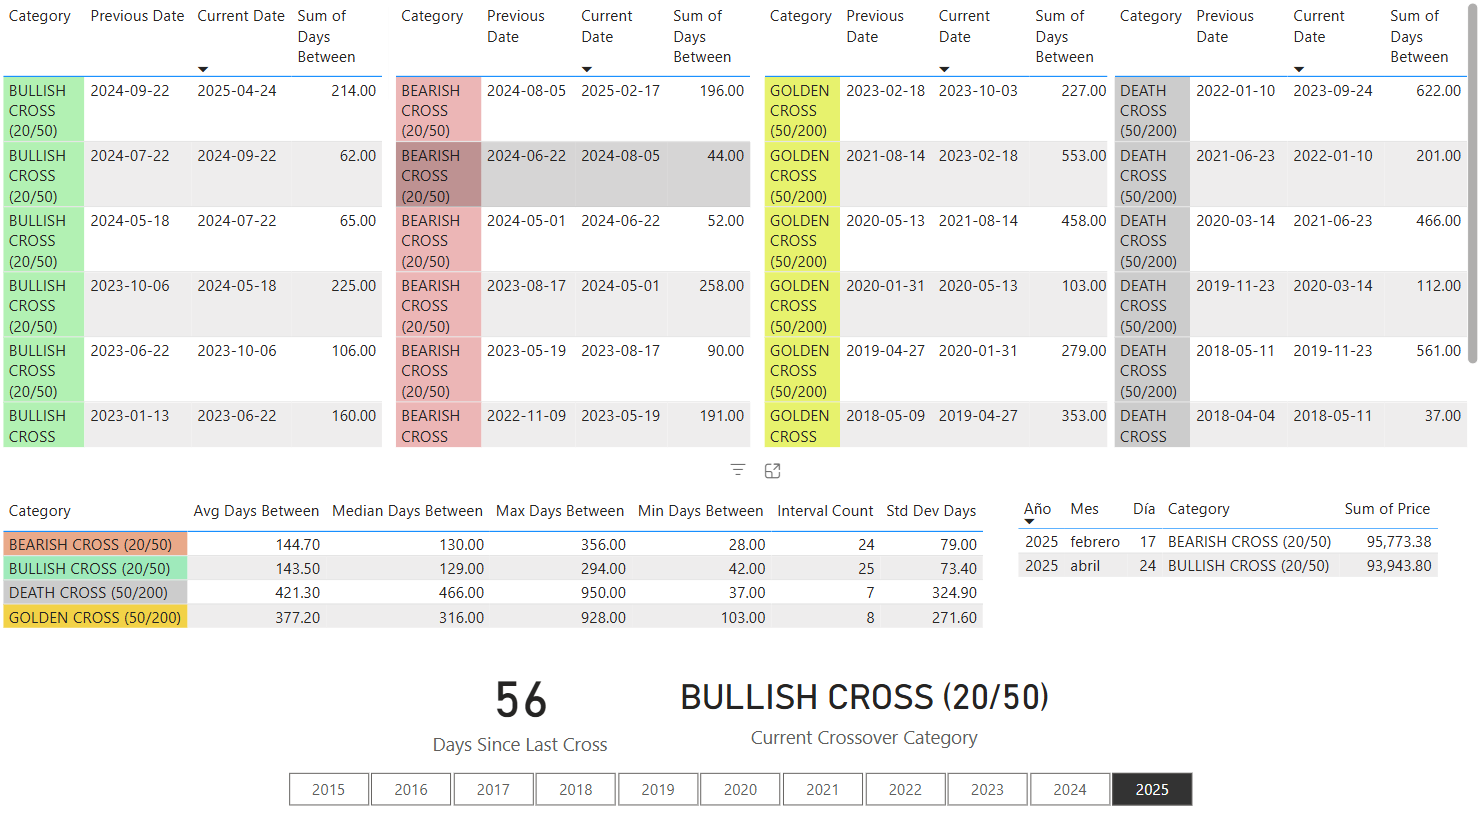 Category Previous Date Current Date Sum of Days Between
BULLISH CROSS (20/50) 2024-09-22 2025-04-24 214.00
BULLISH CROSS (20/50) 2024-07-22 2024-09-22 62.00
BULLISH CROSS (20/50) 2024-05-18 2024-07-22 65.00
BULLISH CROSS (20/50) 2023-10-06 2024-05-18 225.00
BULLISH CROSS (20/50) 2023-06-22 2023-10-06 106.00
BULLISH CROSS 2023-01-13 2023-06-22 160.00
Category Previous Date Current Date Sum of Days Between
BEARISH CROSS (20/50) 2024-08-05 2025-02-17 196.00
BEARISH CROSS (20/50) 2024-06-22 2024-08-05 44.00
BEARISH CROSS (20/50) 2024-05-01 2024-06-22 52.00
BEARISH CROSS (20/50) 2023-08-17 2024-05-01 258.00
BEARISH CROSS (20/50) 2023-05-19 2023-08-17 90.00
BEARISH CROSS 2022-11-09 2023-05-19 191.00
Category Previous Date Current Date Sum of Days Between
GOLDEN CROSS (50/200) 2023-02-18 2023-10-03 227.00
GOLDEN CROSS (50/200) 2021-08-14 2023-02-18 553.00
GOLDEN CROSS (50/200) 2020-05-13 2021-08-14 458.00
GOLDEN CROSS (50/200) 2020-01-31 2020-05-13 103.00
GOLDEN CROSS (50/200) 2019-04-27 2020-01-31 279.00
GOLDEN CROSS 2018-05-09 2019-04-27 353.00
Category Previous Date Current Date Sum of Days Between
DEATH CROSS (50/200) 2022-01-10 2023-09-24 622.00
DEATH CROSS (50/200) 2021-06-23 2022-01-10 201.00
DEATH CROSS (50/200) 2020-03-14 2021-06-23 466.00
DEATH CROSS (50/200) 2019-11-23 2020-03-14 112.00
DEATH CROSS (50/200) 2018-05-11 2019-11-23 561.00
DEATH CROSS 2018-04-04 2018-05-11 37.00
Category Avg Days Between Median Days Between Max Days Between Min Days Between Interval Count Std Dev Days
BEARISH CROSS (20/50) 144.70 130.00 356.00 28.00 24 79.00
BULLISH CROSS (20/50) 143.50 129.00 294.00 42.00 25 73.40
DEATH CROSS (50/200) 421.30 466.00 950.00 37.00 7 324.90
GOLDEN CROSS (50/200) 377.20 316.00 928.00 103.00 8 271.60
Año Mes Día Category Sum of Price
2025 febrero 17 BEARISH CROSS (20/50) 95,773.38
2025 abril 24 BULLISH CROSS (20/50) 93,943.80
56
Days Since Last Cross
BULLISH CROSS (20/50)
Current Crossover Category
2015 2016 2017 2018 2019 2020 2021 2022 2023 2024 2025